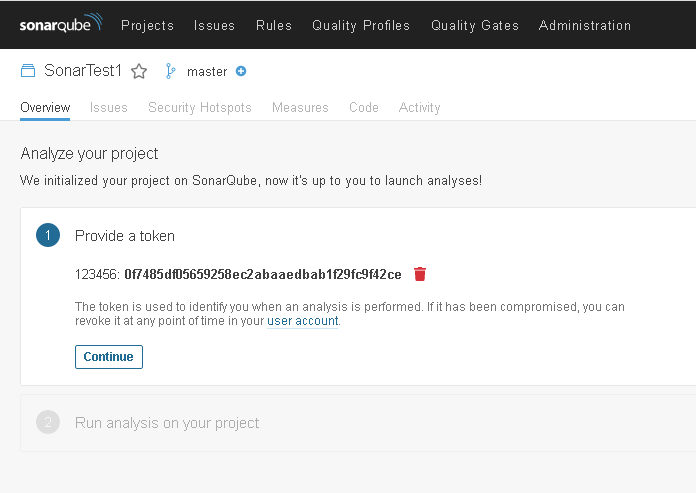 sonarqube Projects Issues Rules Quality Profiles Quality Gates Administration
SonarTest1 master
Overview Issues Security Hotspots Measures Code Activity
Analyze your project
We initialized your project on SonarQube, now it's up to you to launch analyses!
1 Provide a token
123456: 0f7485df05659258ec2abaaedbab1f29fc9f42ce
The token is used to identify you when an analysis is performed. If it has been compromised, you can
revoke it at any point of time in your user account.
Continue
2 Run analysis on your project